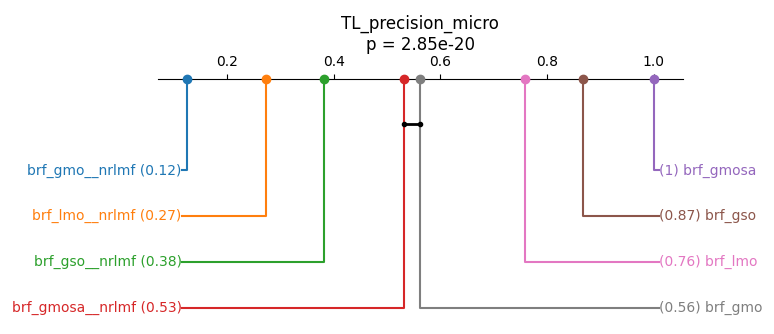 TL_precision_micro
p = 2.85e-20
0.2 0.4 0.6 0.8 1.0
brf_gmo__nrlmf (0.12) (1) brf_gmosa
brf_lmo__nrlmf (0.27) (0.87) brf_gso
brf_gso__nrlmf (0.38) (0.76) brf_lmo
brf_gmosa__nrlmf (0.53) (0.56) brf_gmo